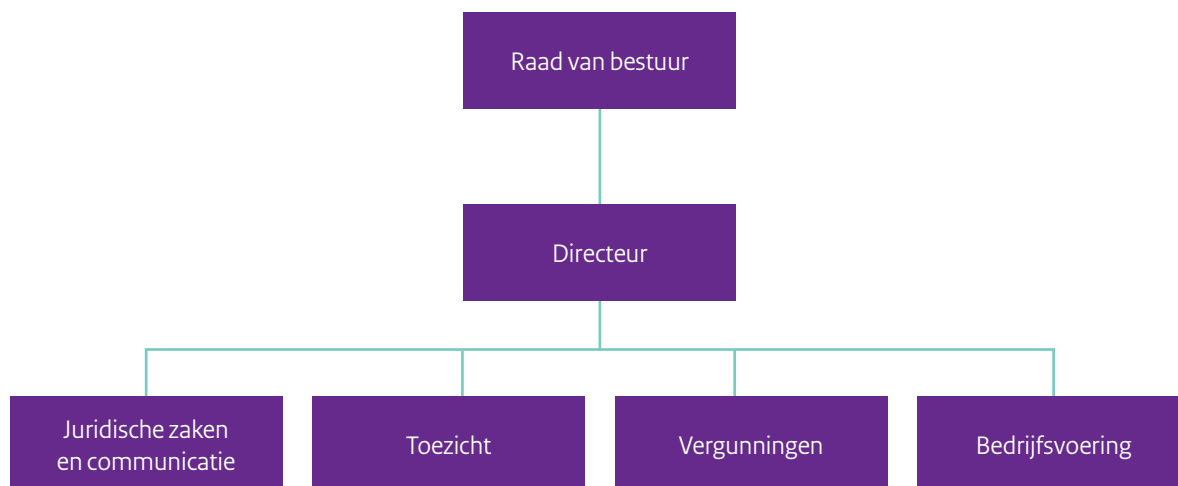 Raad van bestuur
Directeur
Juridische zaken
en communicatie
Toezicht
Vergunningen
Bedrijfsvoering